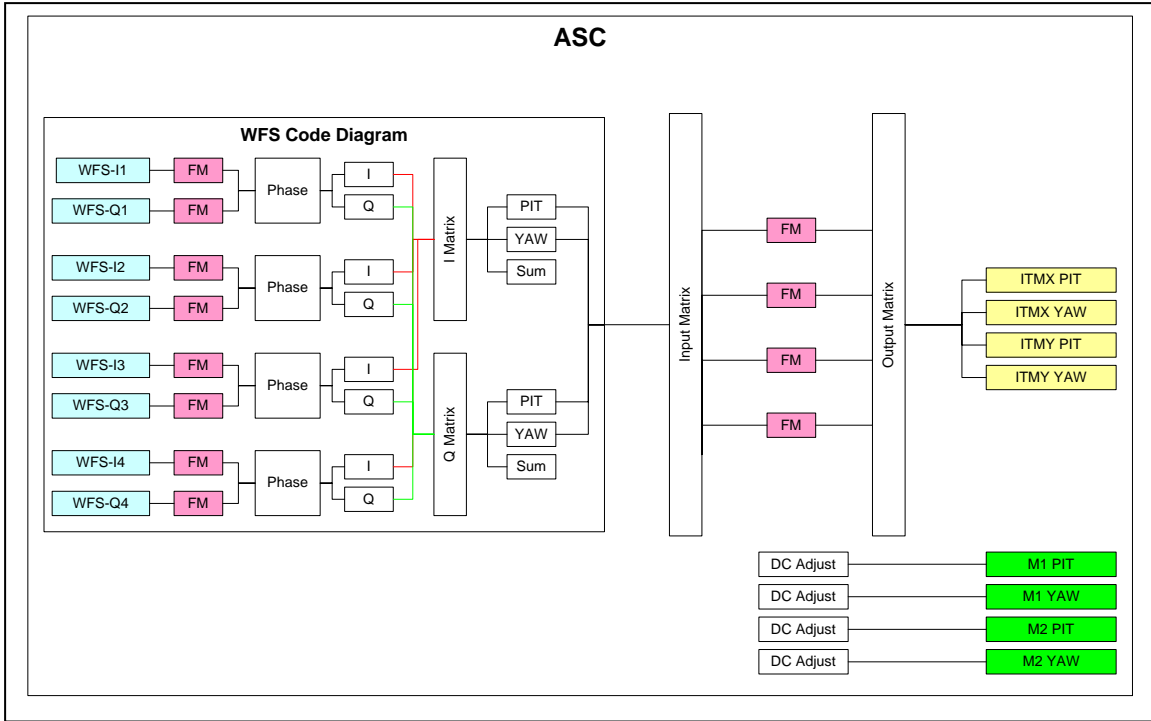 ASC
WFS Code Diagram
WFS-I1
FM
WFS-Q1
FM
Phase
I
Q
WFS-I2
FM
WFS-Q2
FM
Phase
I
Q
WFS-I3
FM
WFS-Q3
FM
Phase
I
Q
WFS-I4
FM
WFS-Q4
FM
Phase
I
Q
I Matrix
PIT
YAW
Sum
Q Matrix
PIT
YAW
Sum
Input Matrix
FM
FM
FM
FM
Output Matrix
ITMX PIT
ITMX YAW
ITMY PIT
ITMY YAW
DC Adjust
M1 PIT
DC Adjust
M1 YAW
DC Adjust
M2 PIT
DC Adjust
M2 YAW